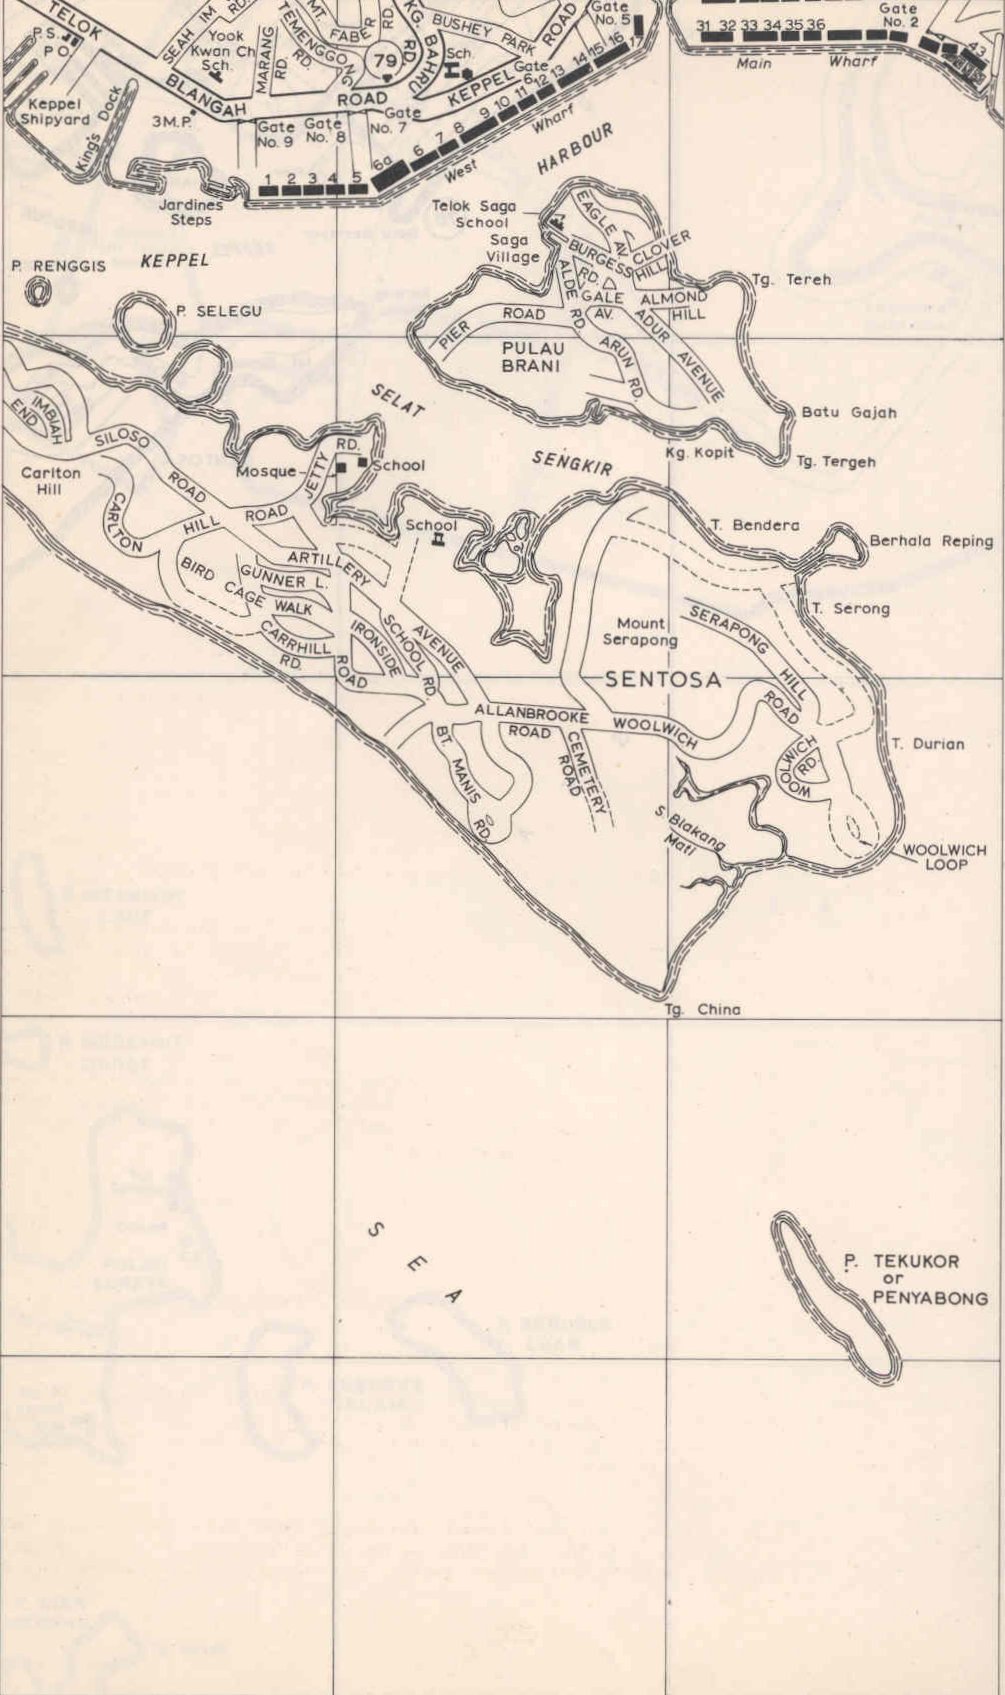 TELOK
P.S.
P O
SEAH IM RD.
Yook
Kwan Ch
Sch.
MARANG
RD.
TEMENGGONG
RD.
MT.
FABER
RD.
79
KG. BAHRU
RD.
BUSHEY PARK
Sch.
ROAD
Gate
No. 5
31 32 33 34 35 36
Gate
No. 2
43
Main Wharf
BLANGAH
ROAD
KEPPEL
Gate
6
Keppel
Shipyard
King's Dock
3M.P.
Gate
No. 9
Gate
No. 8
Gate
No. 7
1 2 3 4 5 6a 6 7 8 9 10 11 12 13 14 15 16 17
West Wharf
HARBOUR
Jardines
Steps
Telok Saga
School
Saga
Village
EAGLE AV.
CLOVER
HILL
BURGESS
RD.
ALDE RD.
GALE
AV.
ALMOND
HILL
Tg. Tereh
P. RENGGIS
KEPPEL
P. SELEGU
PIER
ROAD
PULAU
BRANI
ARUN RD.
ADUR AVENUE
SELAT
SENGKIR
Batu Gajah
Kg. Kopit
Tg. Tergeh
IMBIAH
END
SILOSO
ROAD
Carlton
Hill
Mosque
JETTY
RD.
School
CARLTON
HILL
ROAD
School
T. Bendera
Berhala Reping
ARTILLERY
AVENUE
GUNNER L.
BIRD CAGE WALK
CARRHILL
RD.
IRONSIDE
ROAD
SCHOOL RD.
T. Serong
Mount
Serapong
SERAPONG
HILL
ROAD
SENTOSA
ALLANBROOKE
ROAD
WOOLWICH
CEMETERY
ROAD
BT. MANIS RD.
WOOLWICH
RD.
T. Durian
S. Blakang
Mati
WOOLWICH
LOOP
Tg. China
SEA
P. TEKUKOR
or
PENYABONG